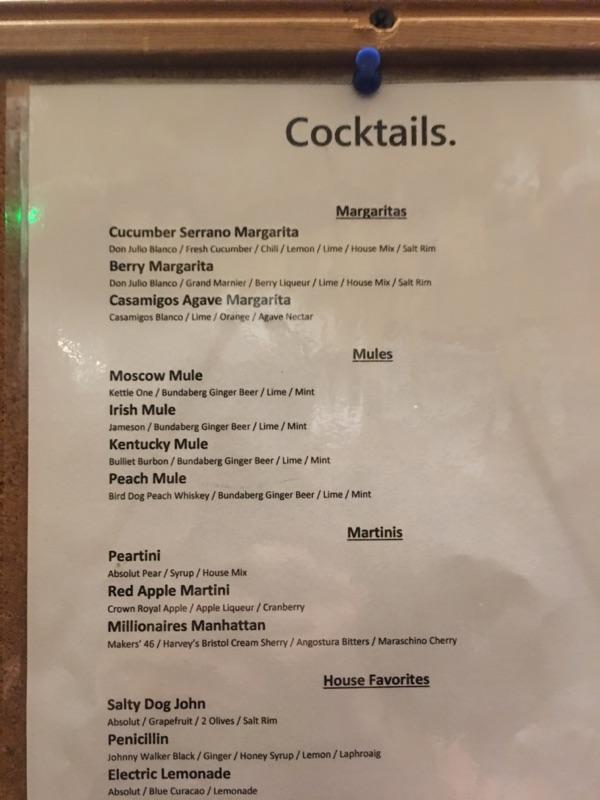 Cocktails.
Margaritas
Cucumber Serrano Margarita
Don Julio Blanco / Fresh Cucumber / Chili / Lemon / Lime / House Mix / Salt Rim
Berry Margarita
Don Julio Blanco / Grand Marnier / Berry Liqueur / Lime / House Mix / Salt Rim
Casamigos Agave Margarita
Casamigos Blanco / Lime / Orange / Agave Nectar
Mules
Moscow Mule
Kettle One / Bundaberg Ginger Beer / Lime / Mint
Irish Mule
Jameson / Bundaberg Ginger Beer / Lime / Mint
Kentucky Mule
Bulliet Burbon / Bundaberg Ginger Beer / Lime / Mint
Peach Mule
Bird Dog Peach Whiskey / Bundaberg Ginger Beer / Lime / Mint
Martinis
Peartini
Absolut Pear / Syrup / House Mix
Red Apple Martini
Crown Royal Apple / Apple Liqueur / Cranberry
Millionaires Manhattan
Makers' 46 / Harvey's Bristol Cream Sherry / Angostura Bitters / Maraschino Cherry
House Favorites
Salty Dog John
Absolut / Grapefruit / 2 Olives / Salt Rim
Penicillin
Johnny Walker Black / Ginger / Honey Syrup / Lemon / Laphroaig
Electric Lemonade
Absolut / Blue Curacao / Lemonade